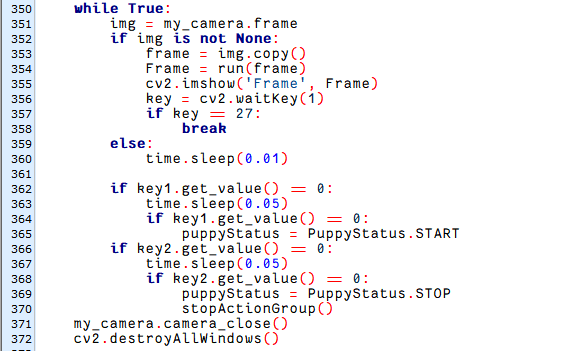 350 while True:
351 img = my_camera.frame
352 if img is not None:
353 frame = img.copy()
354 Frame = run(frame)
355 cv2.imshow('Frame', Frame)
356 key = cv2.waitKey(1)
357 if key == 27:
358 break
359 else:
360 time.sleep(0.01)
361
362 if key1.get_value() == 0:
363 time.sleep(0.05)
364 if key1.get_value() == 0:
365 puppyStatus = PuppyStatus.START
366 if key2.get_value() == 0:
367 time.sleep(0.05)
368 if key2.get_value() == 0:
369 puppyStatus = PuppyStatus.STOP
370 stopActionGroup()
371 my_camera.camera_close()
372 cv2.destroyAllWindows()